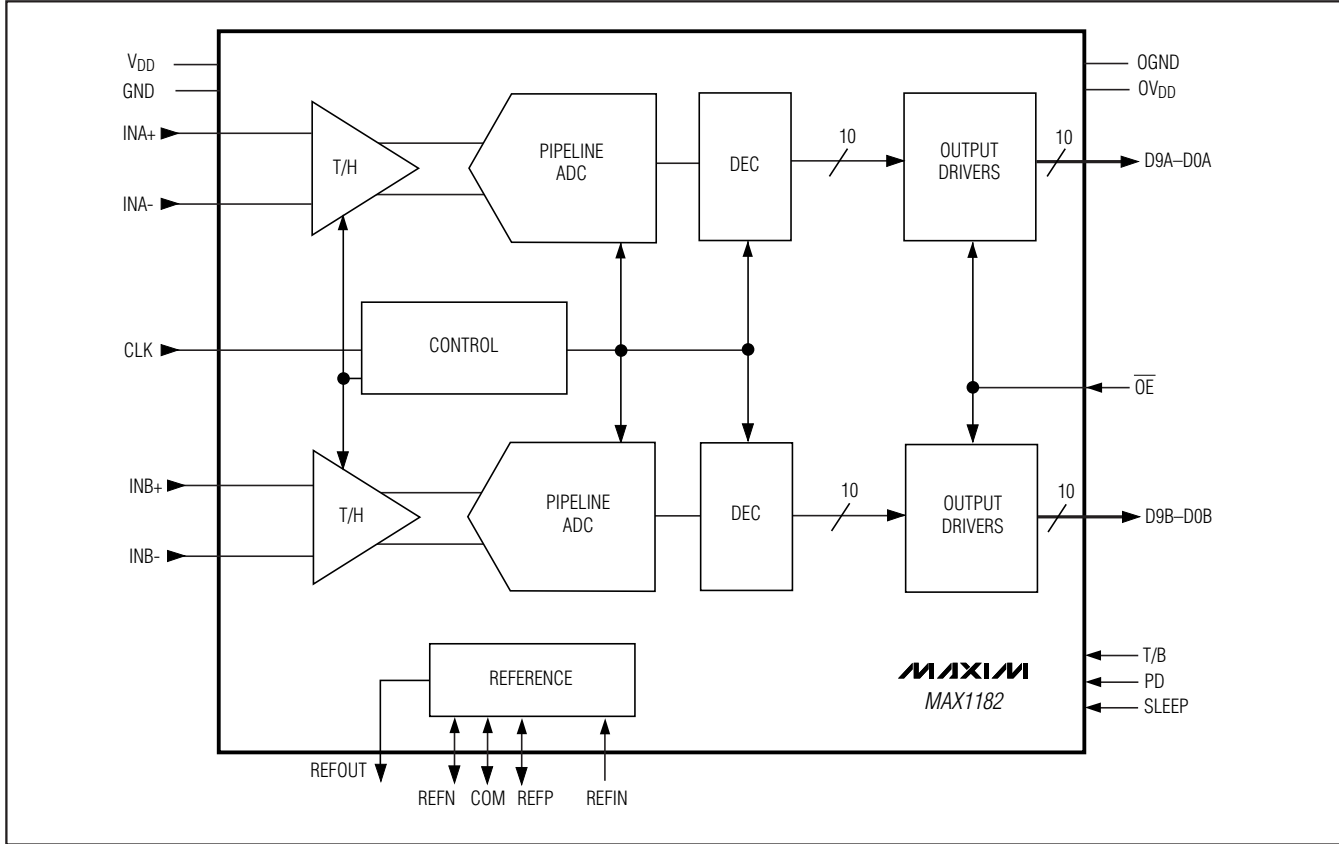 VDD
GND
INA+
INA-
CLK
INB+
INB-
T/H
PIPELINE
ADC
DEC
10
OUTPUT
DRIVERS
10
OGND
OVDD
D9A–D0A
CONTROL
OE
T/H
PIPELINE
ADC
DEC
10
OUTPUT
DRIVERS
10
D9B–D0B
REFERENCE
MAXIM
MAX1182
T/B
PD
SLEEP
REFOUT
REFN
COM
REFP
REFIN